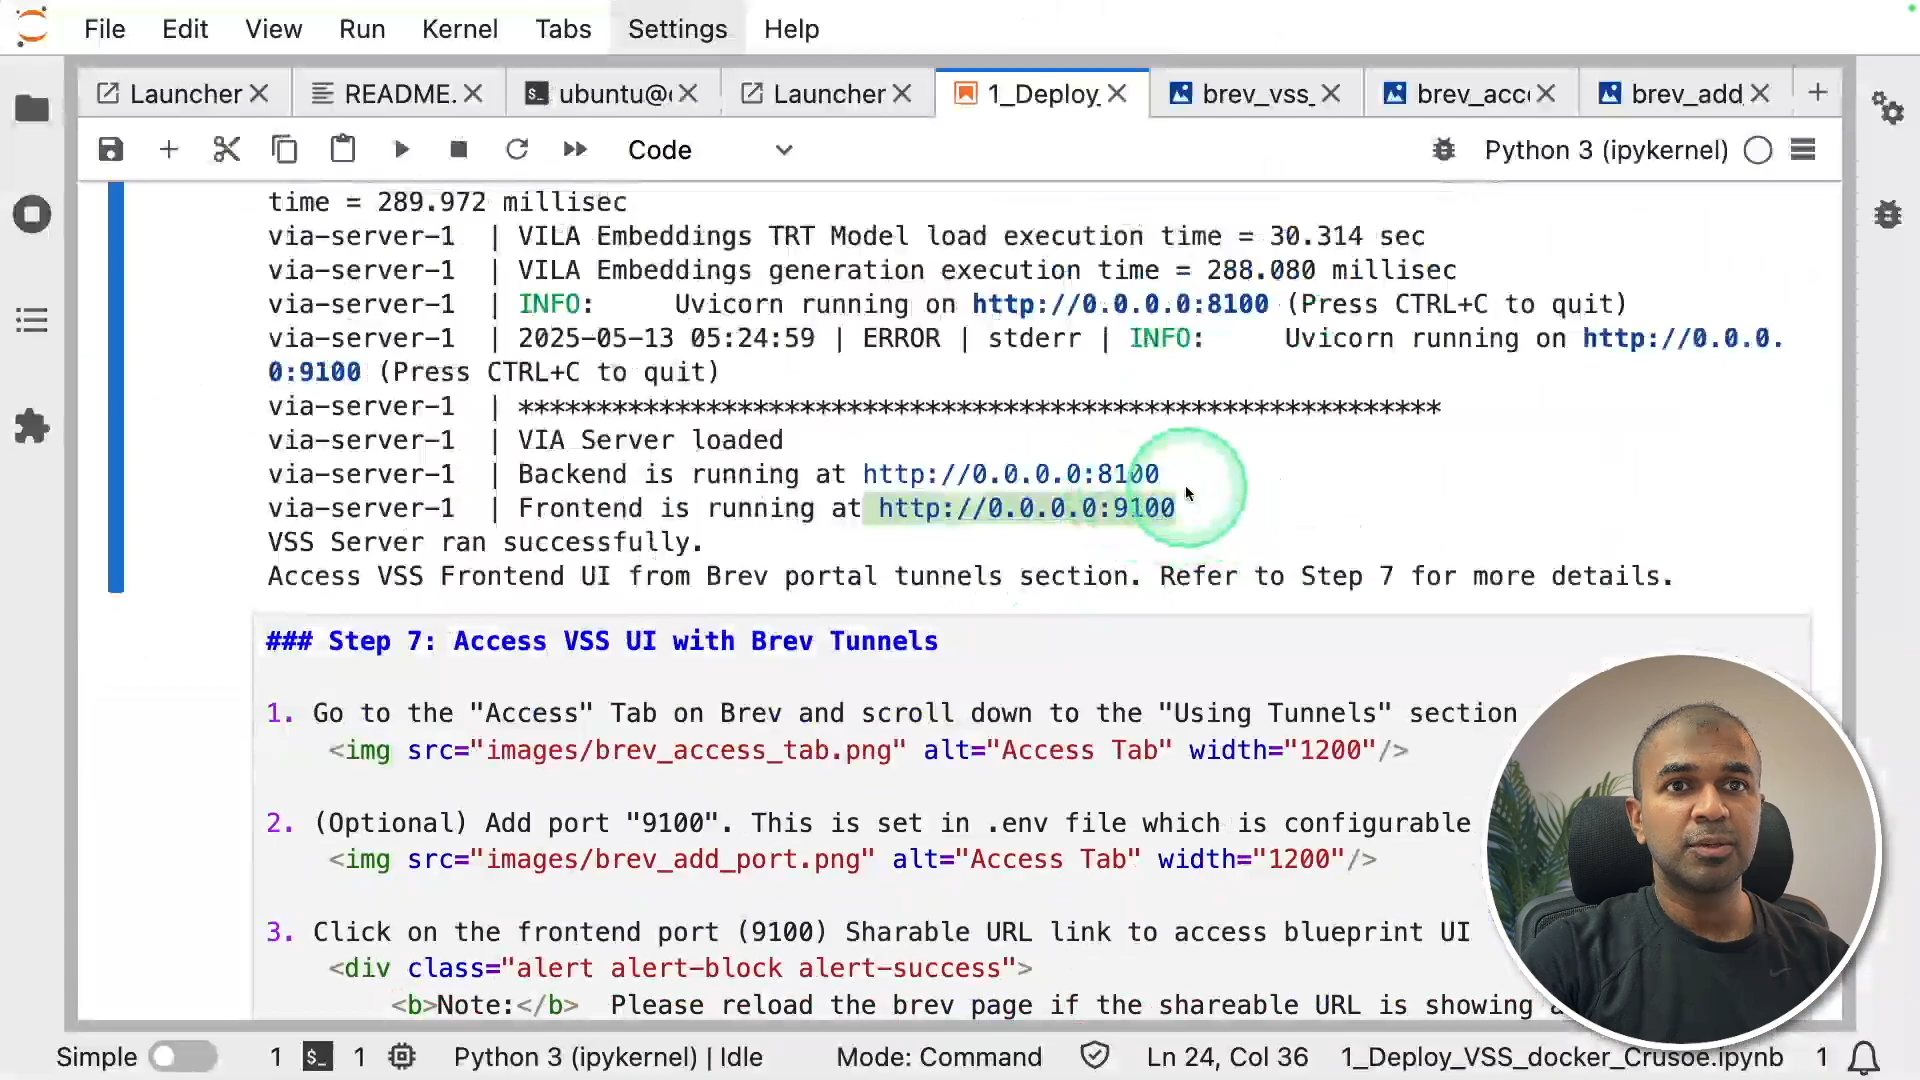 File Edit View Run Kernel Tabs Settings Help
Launcher README. ubuntu@ Launcher 1_Deploy_ brev_vss_ brev_acc brev_add
Code Python 3 (ipykernel)
time = 289.972 millisec
via-server-1 | VILA Embeddings TRT Model load execution time = 30.314 sec
via-server-1 | VILA Embeddings generation execution time = 288.080 millisec
via-server-1 | INFO: Uvicorn running on http://0.0.0.0:8100 (Press CTRL+C to quit)
via-server-1 | 2025-05-13 05:24:59 | ERROR | stderr | INFO: Uvicorn running on http://0.0.0.
0:9100 (Press CTRL+C to quit)
via-server-1 | ***********************************************************
via-server-1 | VIA Server loaded
via-server-1 | Backend is running at http://0.0.0.0:8100
via-server-1 | Frontend is running at http://0.0.0.0:9100
VSS Server ran successfully.
Access VSS Frontend UI from Brev portal tunnels section. Refer to Step 7 for more details.
### Step 7: Access VSS UI with Brev Tunnels
1. Go to the "Access" Tab on Brev and scroll down to the "Using Tunnels" section
<img src="images/brev_access_tab.png" alt="Access Tab" width="1200"/>
2. (Optional) Add port "9100". This is set in .env file which is configurable
<img src="images/brev_add_port.png" alt="Access Tab" width="1200"/>
3. Click on the frontend port (9100) Sharable URL link to access blueprint UI
<div class="alert alert-block alert-success">
<b>Note:</b> Please reload the brev page if the shareable URL is showing
Simple 1 1 Python 3 (ipykernel) | Idle Mode: Command Ln 24, Col 36 1_Deploy_VSS_docker_Crusoe.ipynb 1